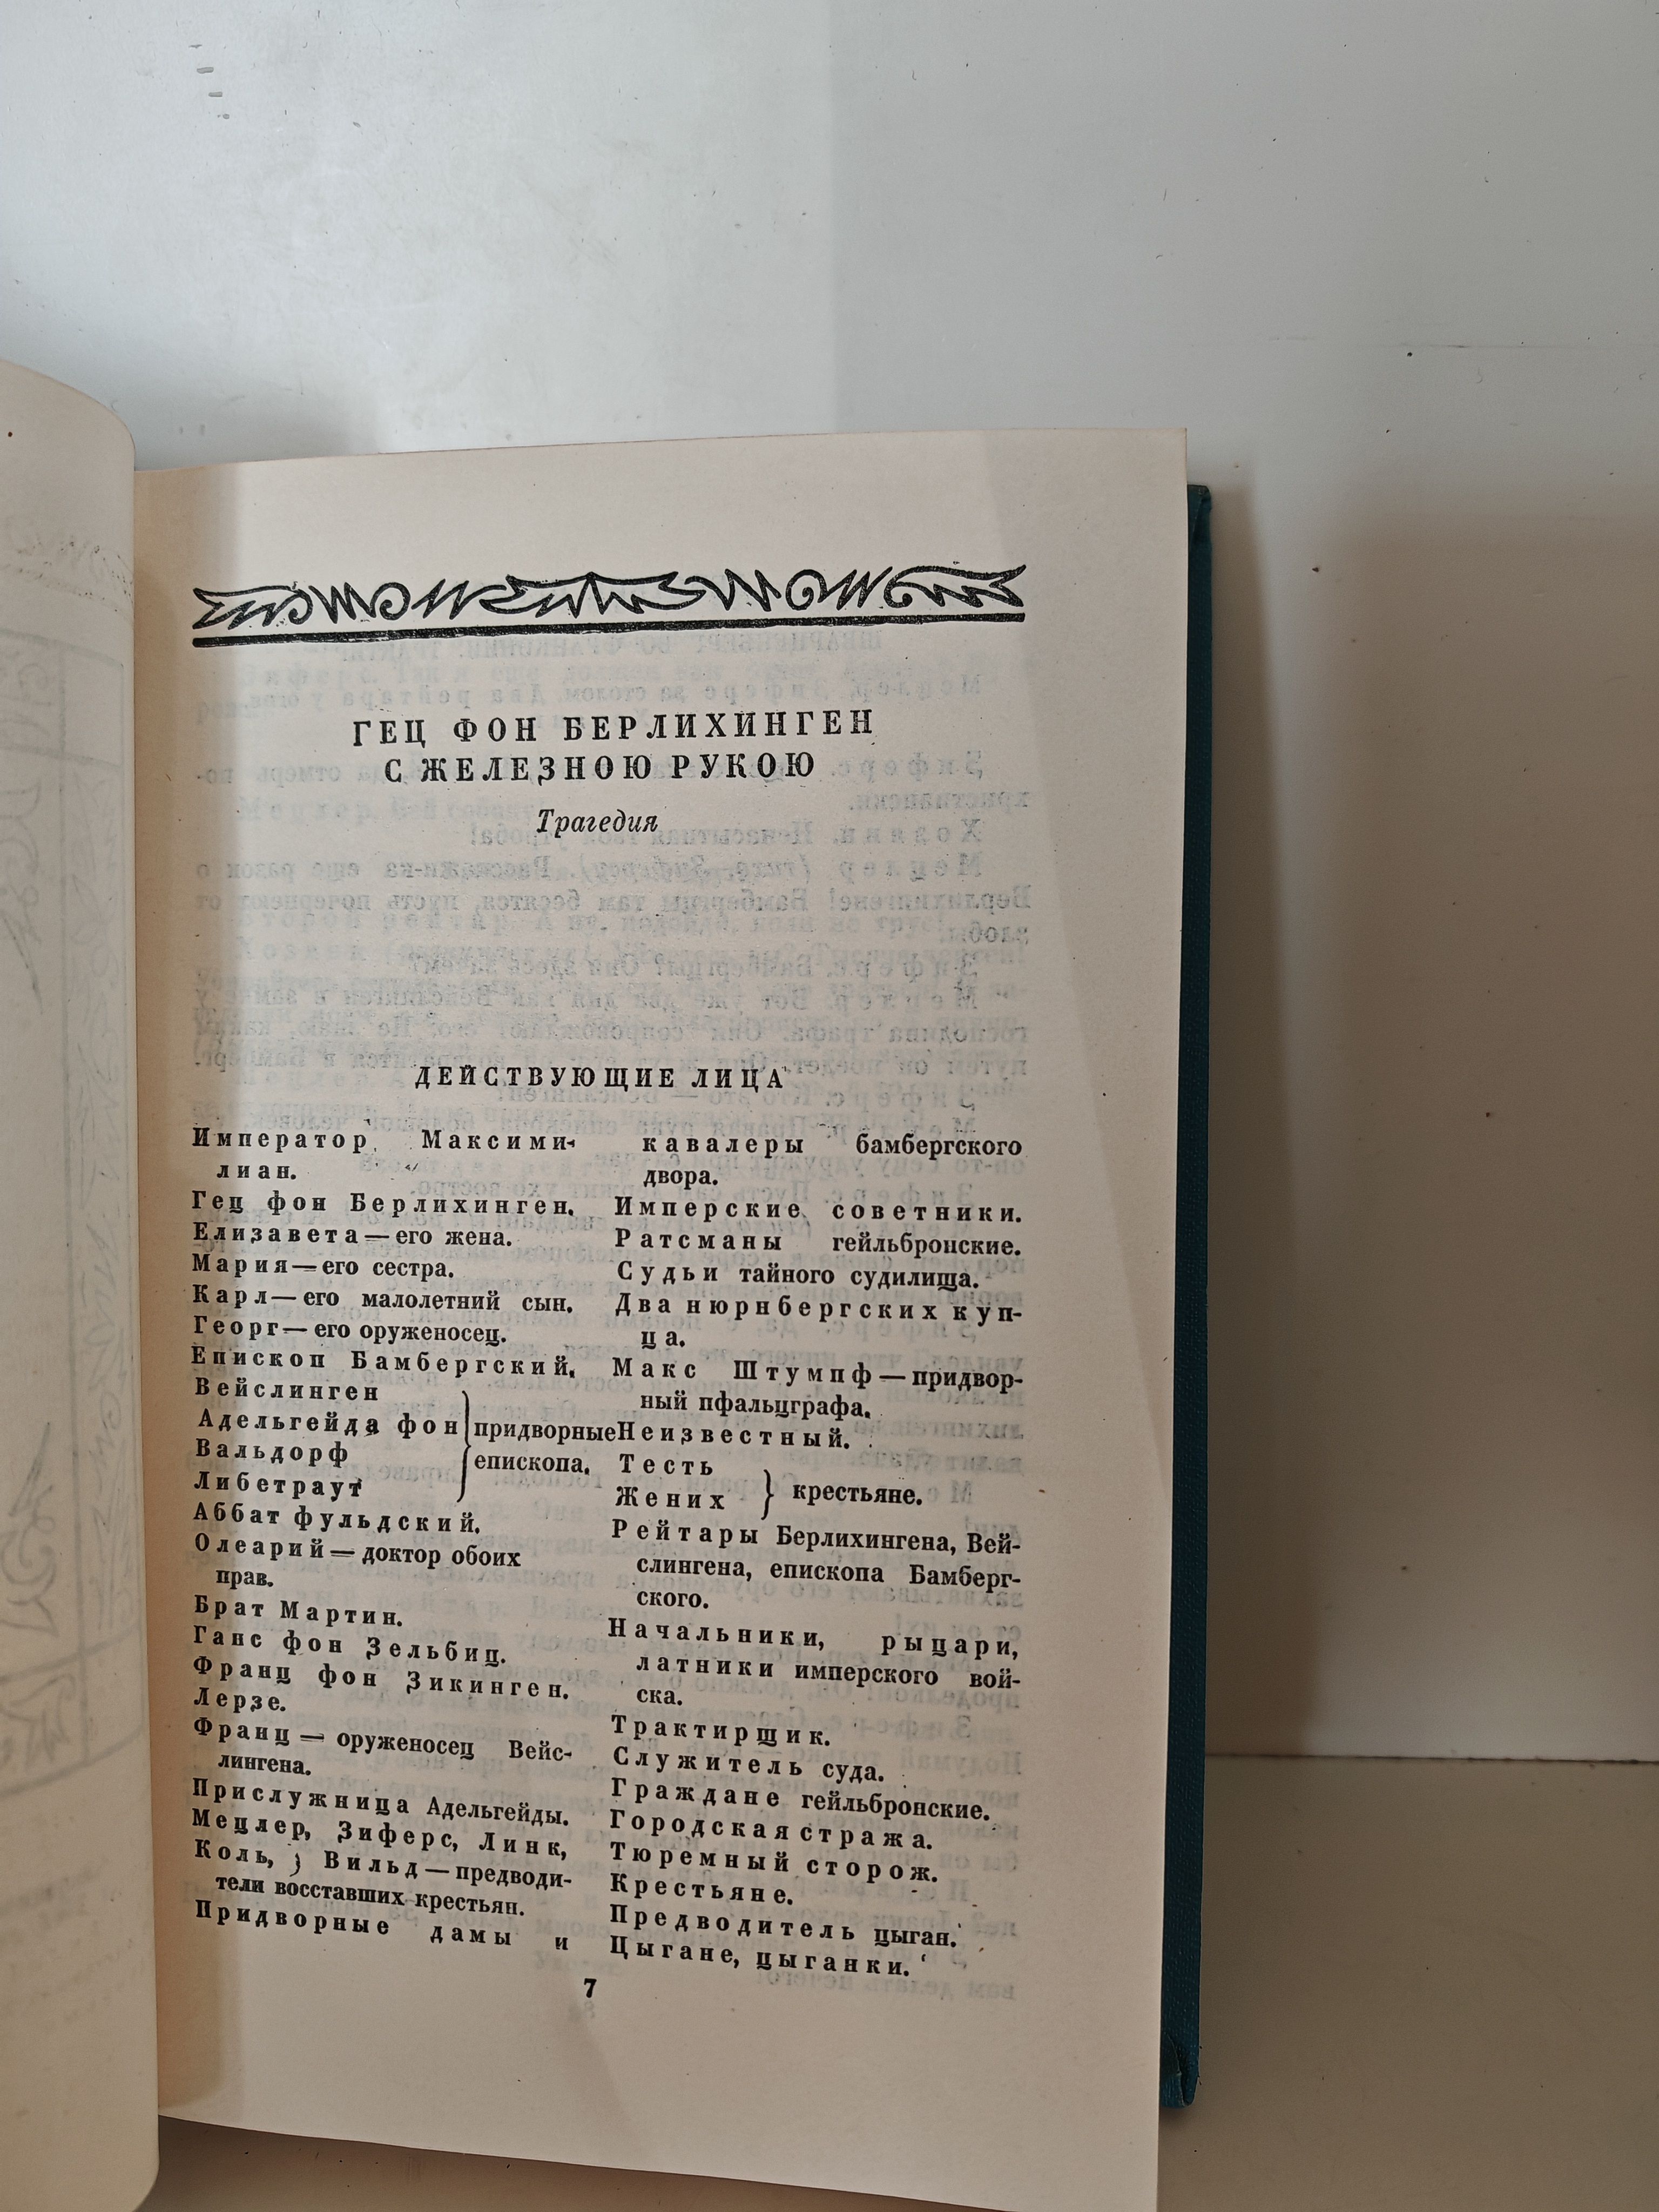 ГЕЦ ФОН БЕРЛИХИНГЕН
С ЖЕЛЕЗНОЮ РУКОЮ
Трагедия
ДЕЙСТВУЮЩИЕ ЛИЦА
Император Максими-
лиан.
Гец фон Берлихинген.
Елизавета — его жена.
Мария — его сестра.
Карл — его малолетний сын.
Георг — его оруженосец.
Епископ Бамбергский.
Вейслинген
Адельгейда фон
Вальдорф
Либетраут
придворные
епископа.
Аббат фульдский.
Олеарий — доктор обоих
прав.
Брат Мартин.
Ганс фон Зельбиц.
Франц фон Зикинген.
Лерзе.
Франц — оруженосец Вейс-
лингена.
Прислужница Адельгейды.
Мецлер, Зиферс, Линк,
Коль, Вильд — предводи-
тели восставших крестьян.
Придворные дамы и
кавалеры бамбергского
двора.
Имперские советники.
Ратсманы гейльбронские.
Судьи тайного судилища.
Два нюрнбергских куп-
ца.
Макс Штумпф — придвор-
ный пфальцграфа.
Неизвестный.
Тесть
Жених
крестьяне.
Рейтары Берлихингена, Вей-
слингена, епископа Бамберг-
ского.
Начальники, рыцари,
латники имперского вой-
ска.
Трактирщик.
Служитель суда.
Граждане гейльбронские.
Городская стража.
Тюремный сторож.
Крестьяне.
Предводитель цыган.
Цыгане, цыганки.
7